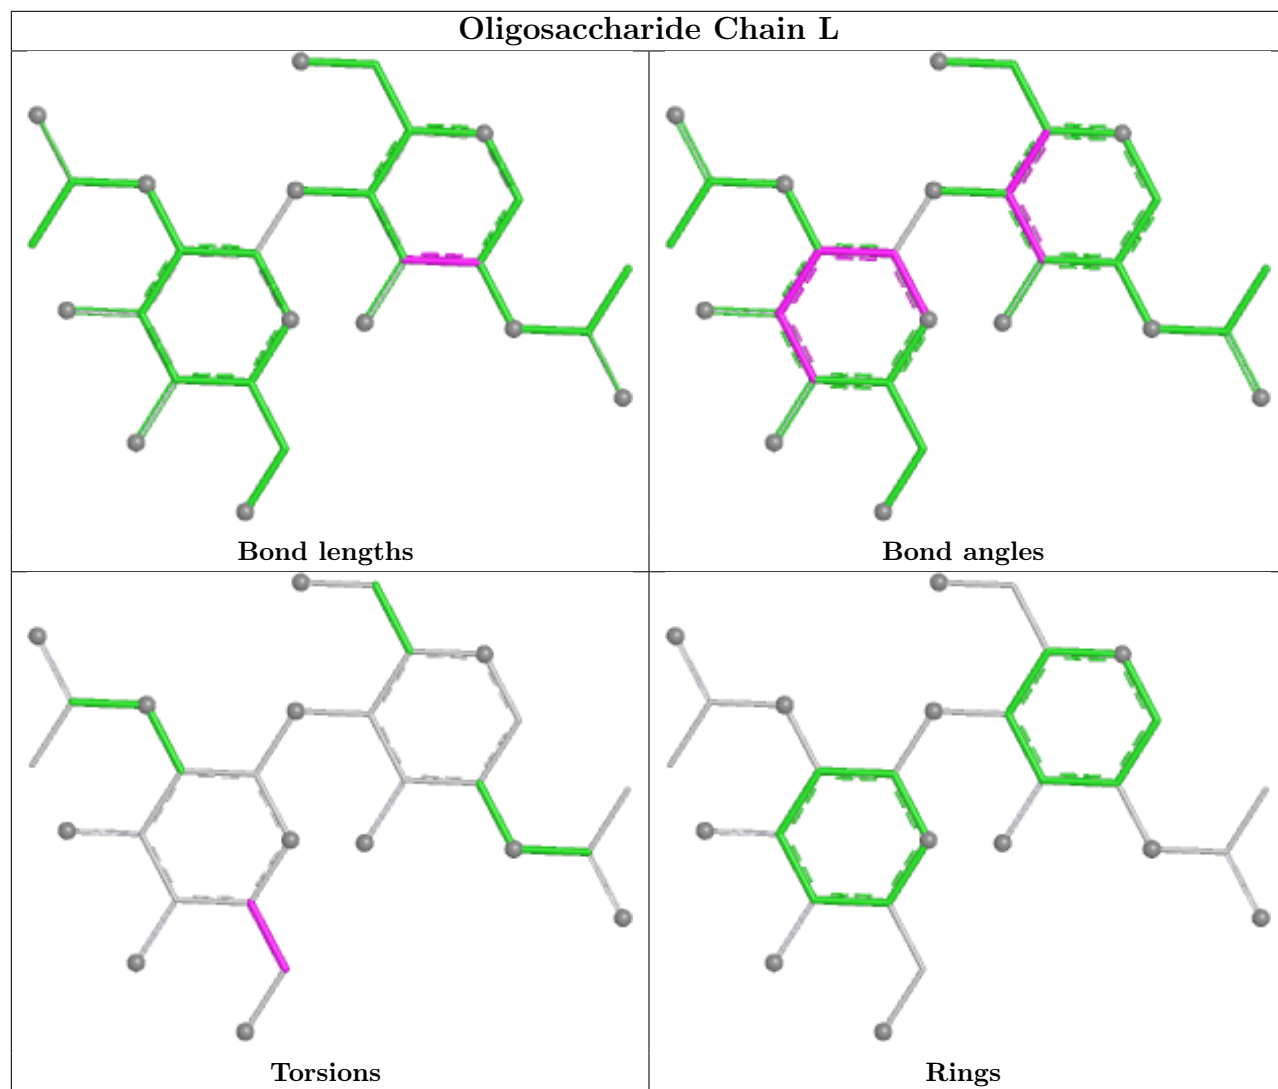 Oligosaccharide Chain L
Bond lengths
Bond angles
Torsions
Rings